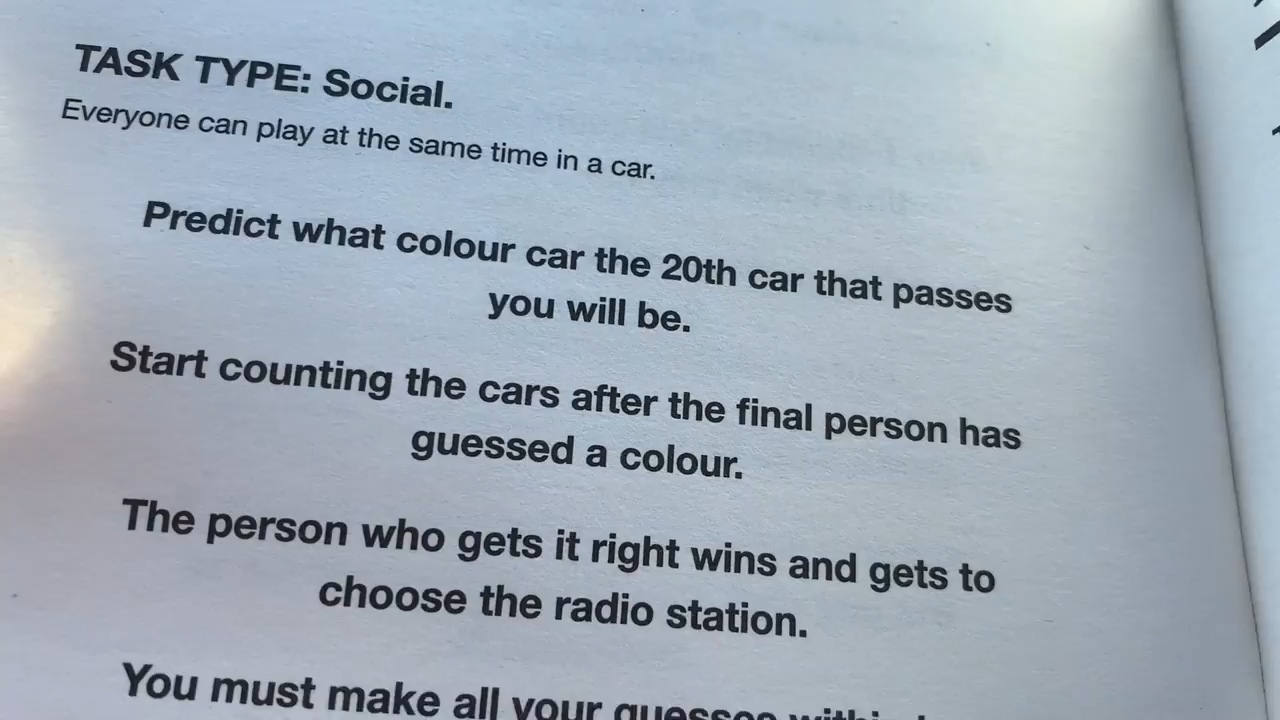 TASK TYPE: Social.
Everyone can play at the same time in a car.
Predict what colour car the 20th car that passes
you will be.
Start counting the cars after the final person has
guessed a colour.
The person who gets it right wins and gets to
choose the radio station.
You must make all your guesses within